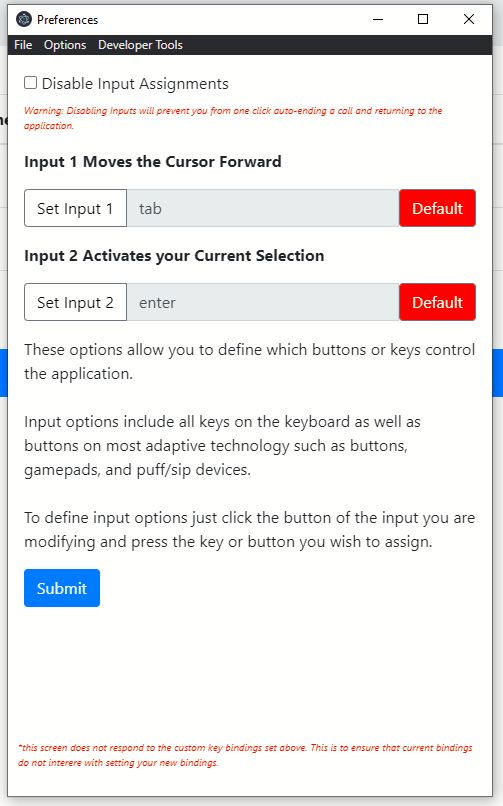 Preferences
File Options Developer Tools
Disable Input Assignments
Warning: Disabling Inputs will prevent you from one click auto-ending a call and returning to the
application.
Input 1 Moves the Cursor Forward
Set Input 1 tab Default
Input 2 Activates your Current Selection
Set Input 2 enter Default
These options allow you to define which buttons or keys control
the application.
Input options include all keys on the keyboard as well as
buttons on most adaptive technology such as buttons,
gamepads, and puff/sip devices.
To define input options just click the button of the input you are
modifying and press the key or button you wish to assign.
Submit
*this screen does not respond to the custom key bindings set above. This is to ensure that current bindings
do not interere with setting your new bindings.